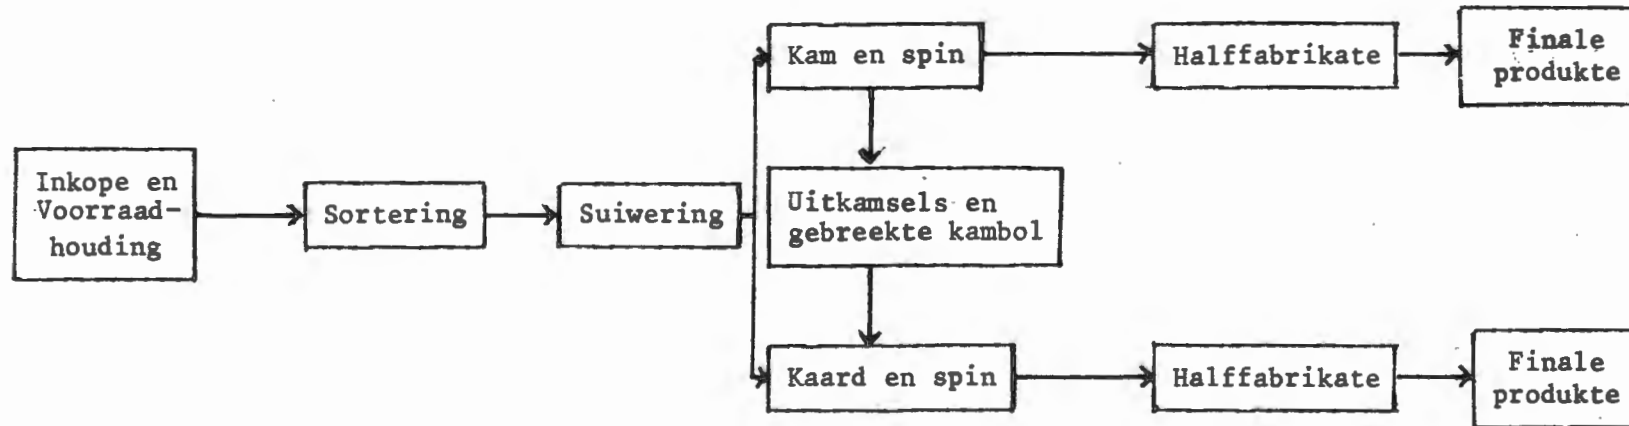 Inkope en
Voorraad-
houding
Sortering
Suiwering
Kam en spin
Halffabrikate
Finale
produkte
Uitkamsels en
gebreekte kambol
Kaard en spin
Halffabrikate
Finale
produkte